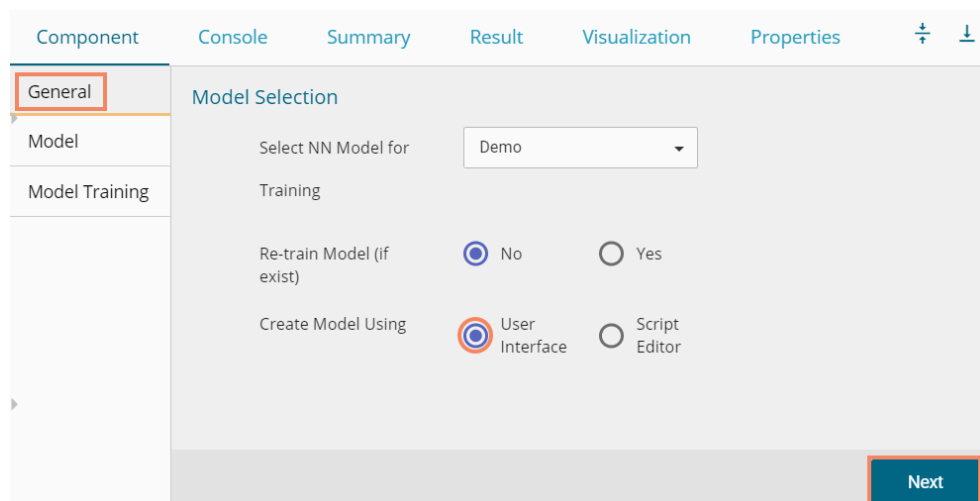 Component Console Summary Result Visualization Properties
General
Model
Model Training
Model Selection
Select NN Model for
Training
Demo
Re-train Model (if
exist)
No
Yes
Create Model Using
User
Interface
Script
Editor
Next